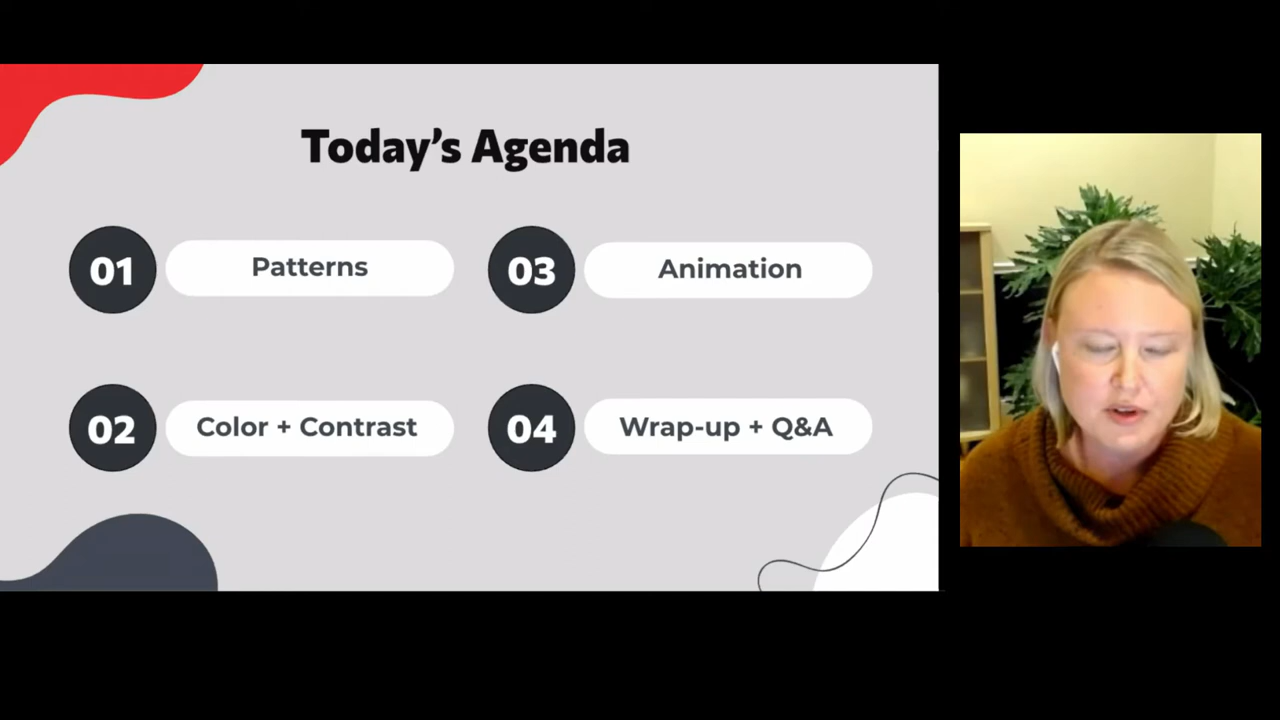 Today’s Agenda
01
Patterns
02
Color + Contrast
03
Animation
04
Wrap-up + Q&A